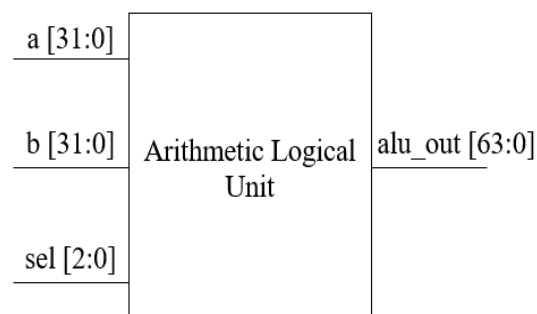 a [31:0]
b [31:0]
Arithmetic Logical
Unit
alu_out [63:0]
sel [2:0]